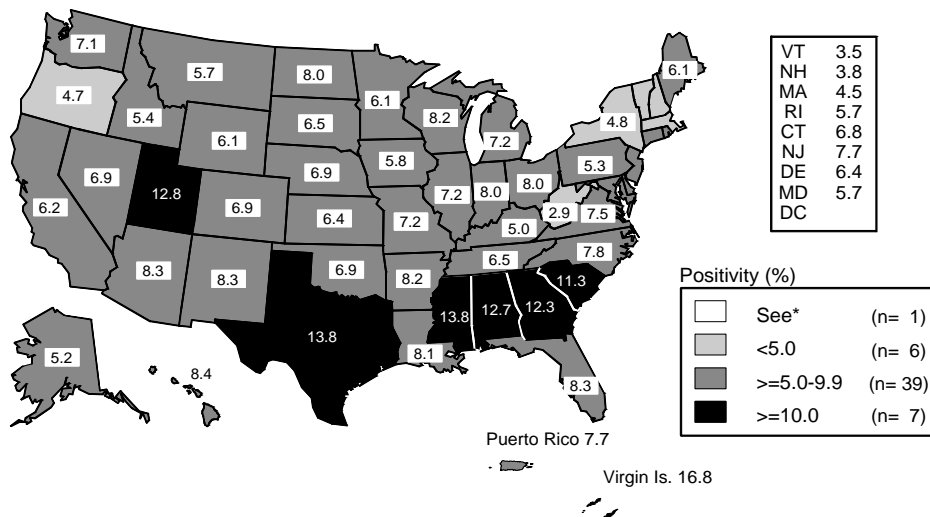 7.1
5.7
8.0
6.1
6.1
4.7
5.4
6.1
6.5
8.2
7.2
4.8
6.9
12.8
6.9
6.9
5.8
7.2
8.0
8.0
5.3
6.2
6.4
7.2
5.0
2.9
7.5
8.3
8.3
6.9
8.2
6.5
7.8
13.8
8.1
13.8
12.7
12.3
11.3
8.3
5.2
8.4
Puerto Rico 7.7
Virgin Is. 16.8
VT 3.5
NH 3.8
MA 4.5
RI 5.7
CT 6.8
NJ 7.7
DE 6.4
MD 5.7
DC
Positivity (%)
See* (n= 1)
<5.0 (n= 6)
>=5.0-9.9 (n= 39)
>=10.0 (n= 7)